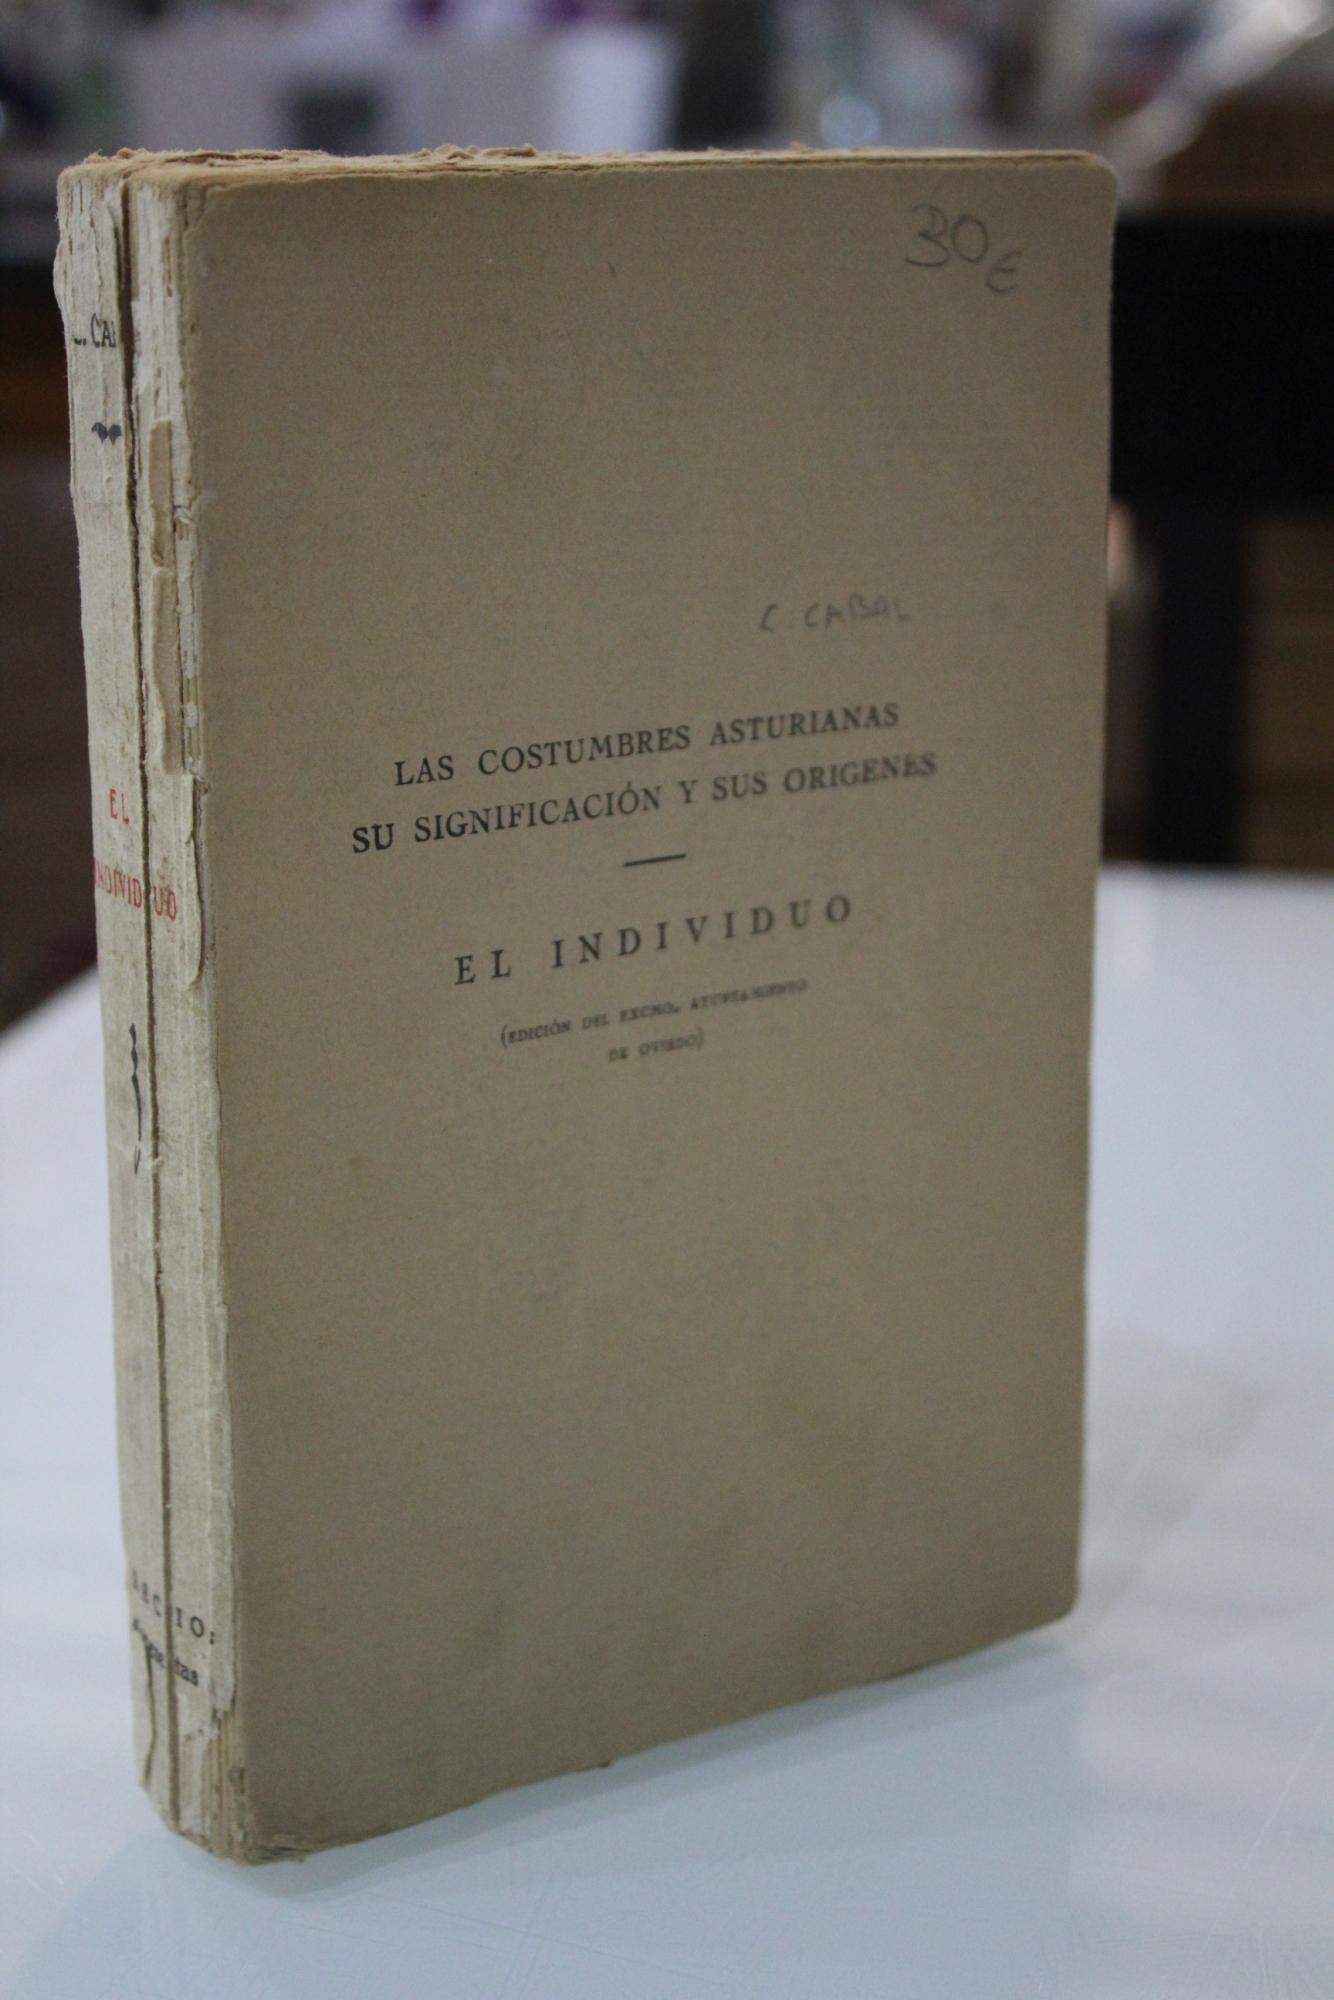 30€
C. CABAL
LAS COSTUMBRES ASTURIANAS
SU SIGNIFICACIÓN Y SUS ORIGENES
EL INDIVIDUO
(EDICIÓN DEL EXCMO. AYUNTAMIENTO
DE OVIEDO)
EL
INDIVIDUO